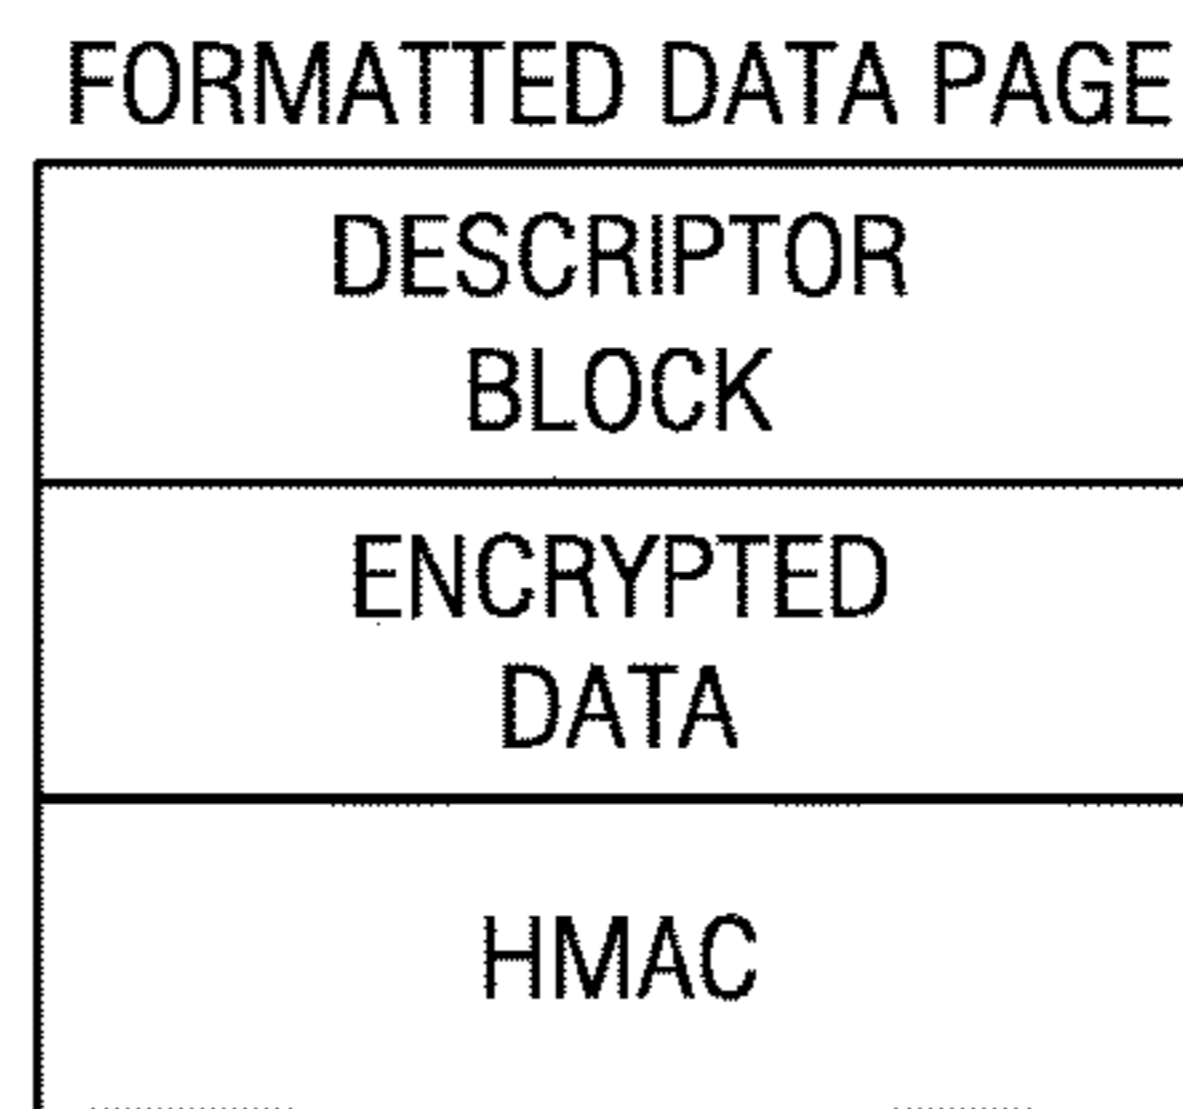 FORMATTED DATA PAGE
DESCRIPTOR
BLOCK
ENCRYPTED
DATA
HMAC